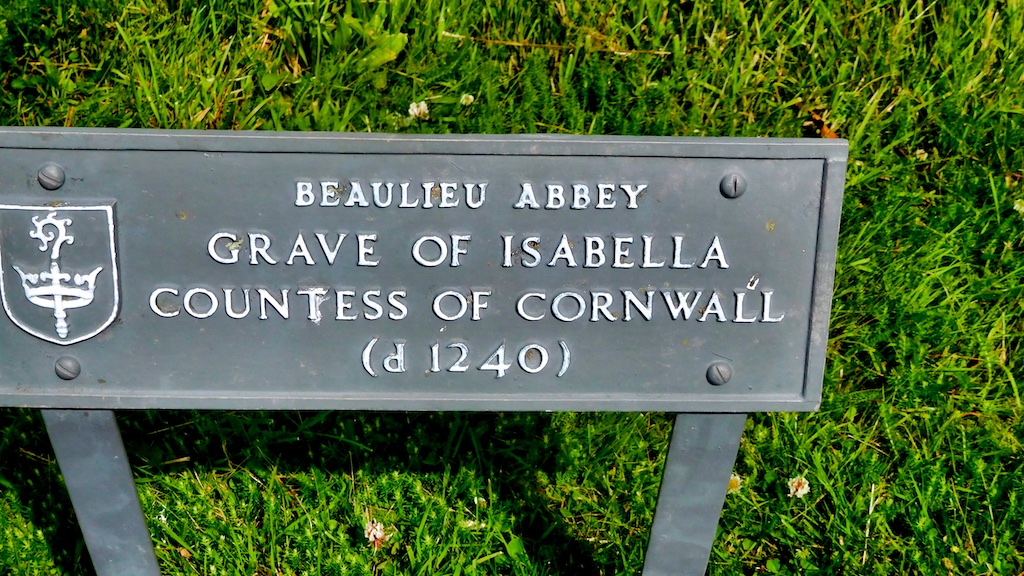 BEAULIEU ABBEY
GRAVE OF ISABELLA
COUNTESS OF CORNWALL
(d 1240)